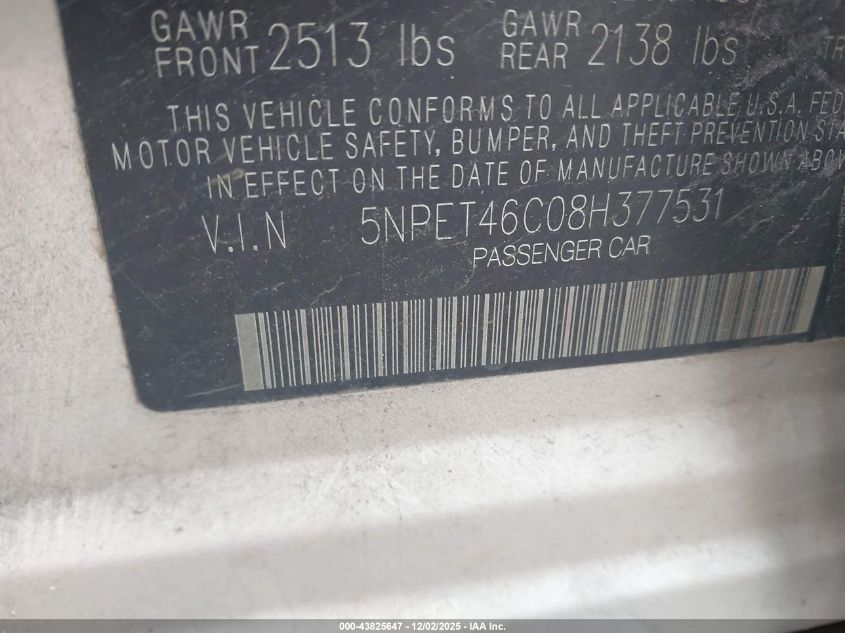 GAWR FRONT 2513 lbs GAWR REAR 2138 lbs
THIS VEHICLE CONFORMS TO ALL APPLICABLE U.S.A. FED
MOTOR VEHICLE SAFETY, BUMPER, AND THEFT PREVENTION STA
IN EFFECT ON THE DATE OF MANUFACTURE SHOWN ABOV
V.I.N 5NPET46C08H377531
PASSENGER CAR
000-43825647 - 12/02/2025 - IAA Inc.